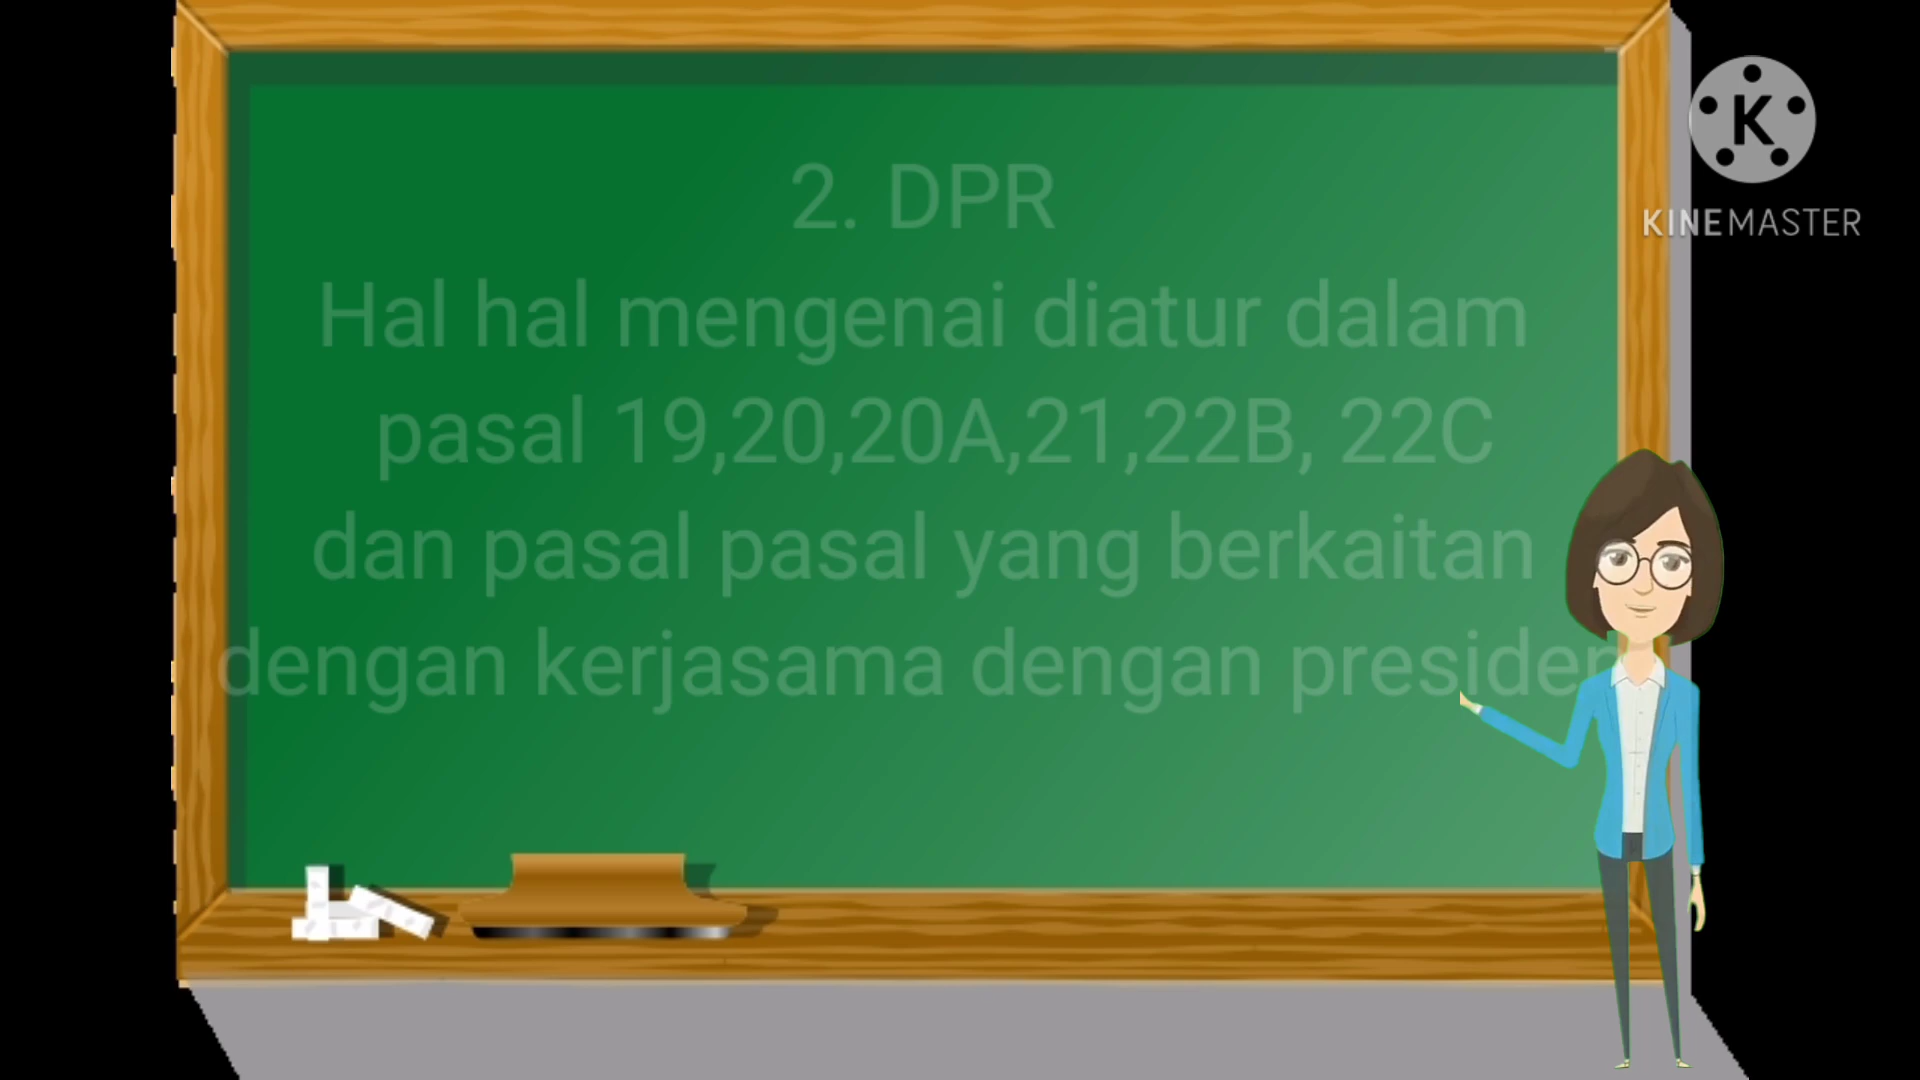 2. DPR
Hal hal mengenai diatur dalam
pasal 19,20,20A,21,22B, 22C
dan pasal pasal yang berkaitan
dengan kerjasama dengan presiden
K
KINEMASTER